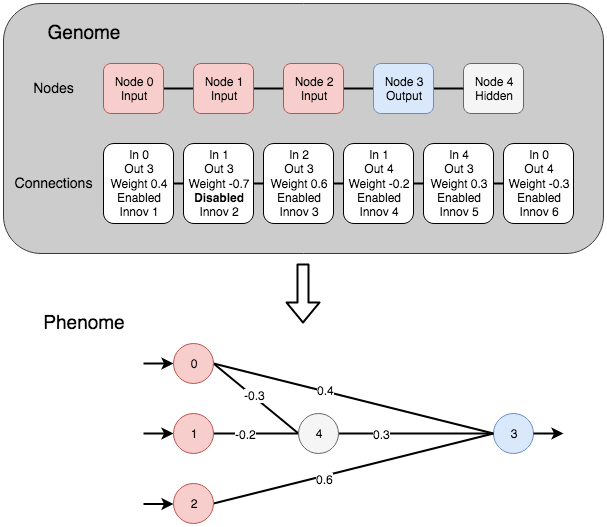 Genome
Nodes
Node 0
Input
Node 1
Input
Node 2
Input
Node 3
Output
Node 4
Hidden
Connections
In 0
Out 3
Weight 0.4
Enabled
Innov 1
In 1
Out 3
Weight -0.7
Disabled
Innov 2
In 2
Out 3
Weight 0.6
Enabled
Innov 3
In 1
Out 4
Weight -0.2
Enabled
Innov 4
In 4
Out 3
Weight 0.3
Enabled
Innov 5
In 0
Out 4
Weight -0.3
Enabled
Innov 6
Phenome
0
-0.3
0.4
1
-0.2
4
0.3
3
0.6
2